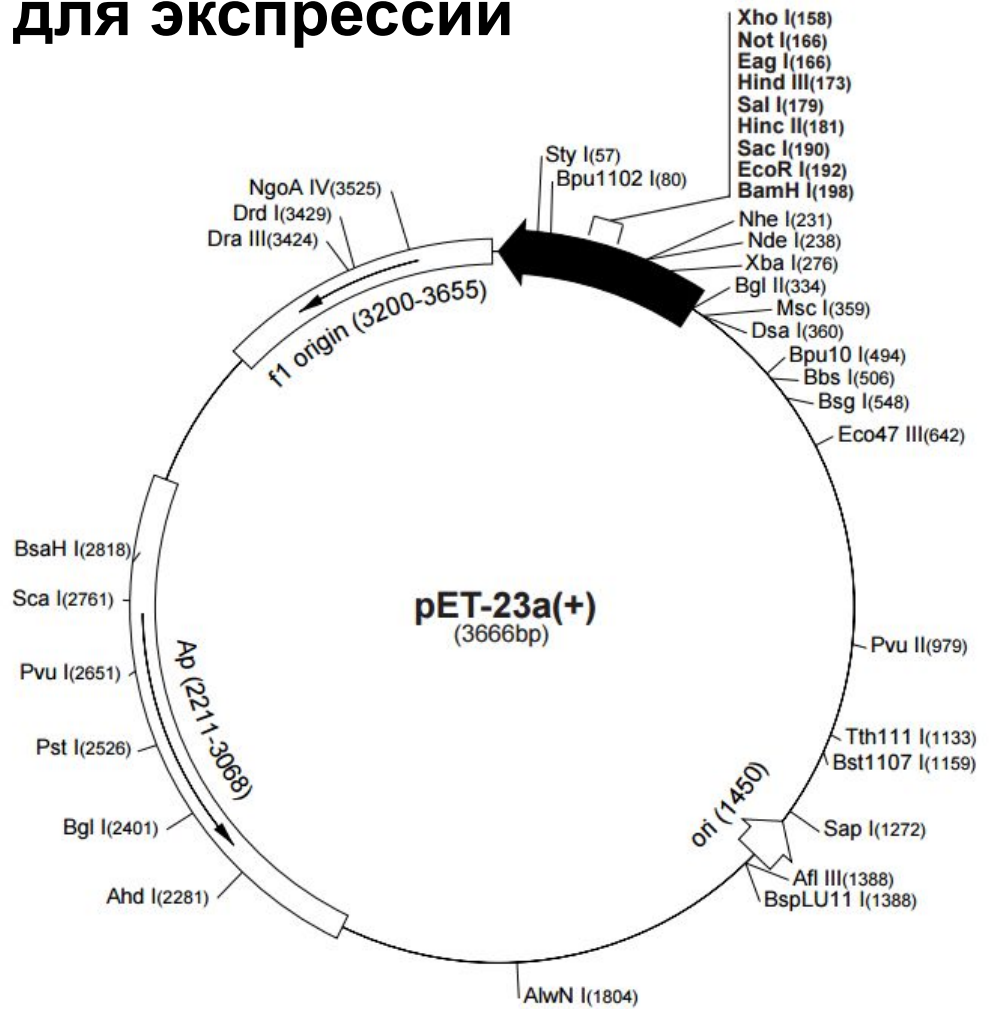 для экспрессии
Xho I(158)
Not I(166)
Eag I(166)
Hind III(173)
Sal I(179)
Hinc II(181)
Sac I(190)
EcoR I(192)
BamH I(198)
Sty I(57)
Bpu1102 I(80)
NgoA IV(3525)
Drd I(3429)
Dra III(3424)
Nhe I(231)
Nde I(238)
Xba I(276)
Bgl II(334)
Msc I(359)
Dsa I(360)
Bpu10 I(494)
Bbs I(506)
Bsg I(548)
Eco47 III(642)
f1 origin (3200-3655)
BsaH I(2818)
Sca I(2761)
Pvu I(2651)
Pst I(2526)
Bgl I(2401)
Ahd I(2281)
Ap (2211-3068)
pET-23a(+)
(3666bp)
Pvu II(979)
Tth111 I(1133)
Bst1107 I(1159)
ori (1450)
Sap I(1272)
Afl III(1388)
BspLU11 I(1388)
AlwN I(1804)